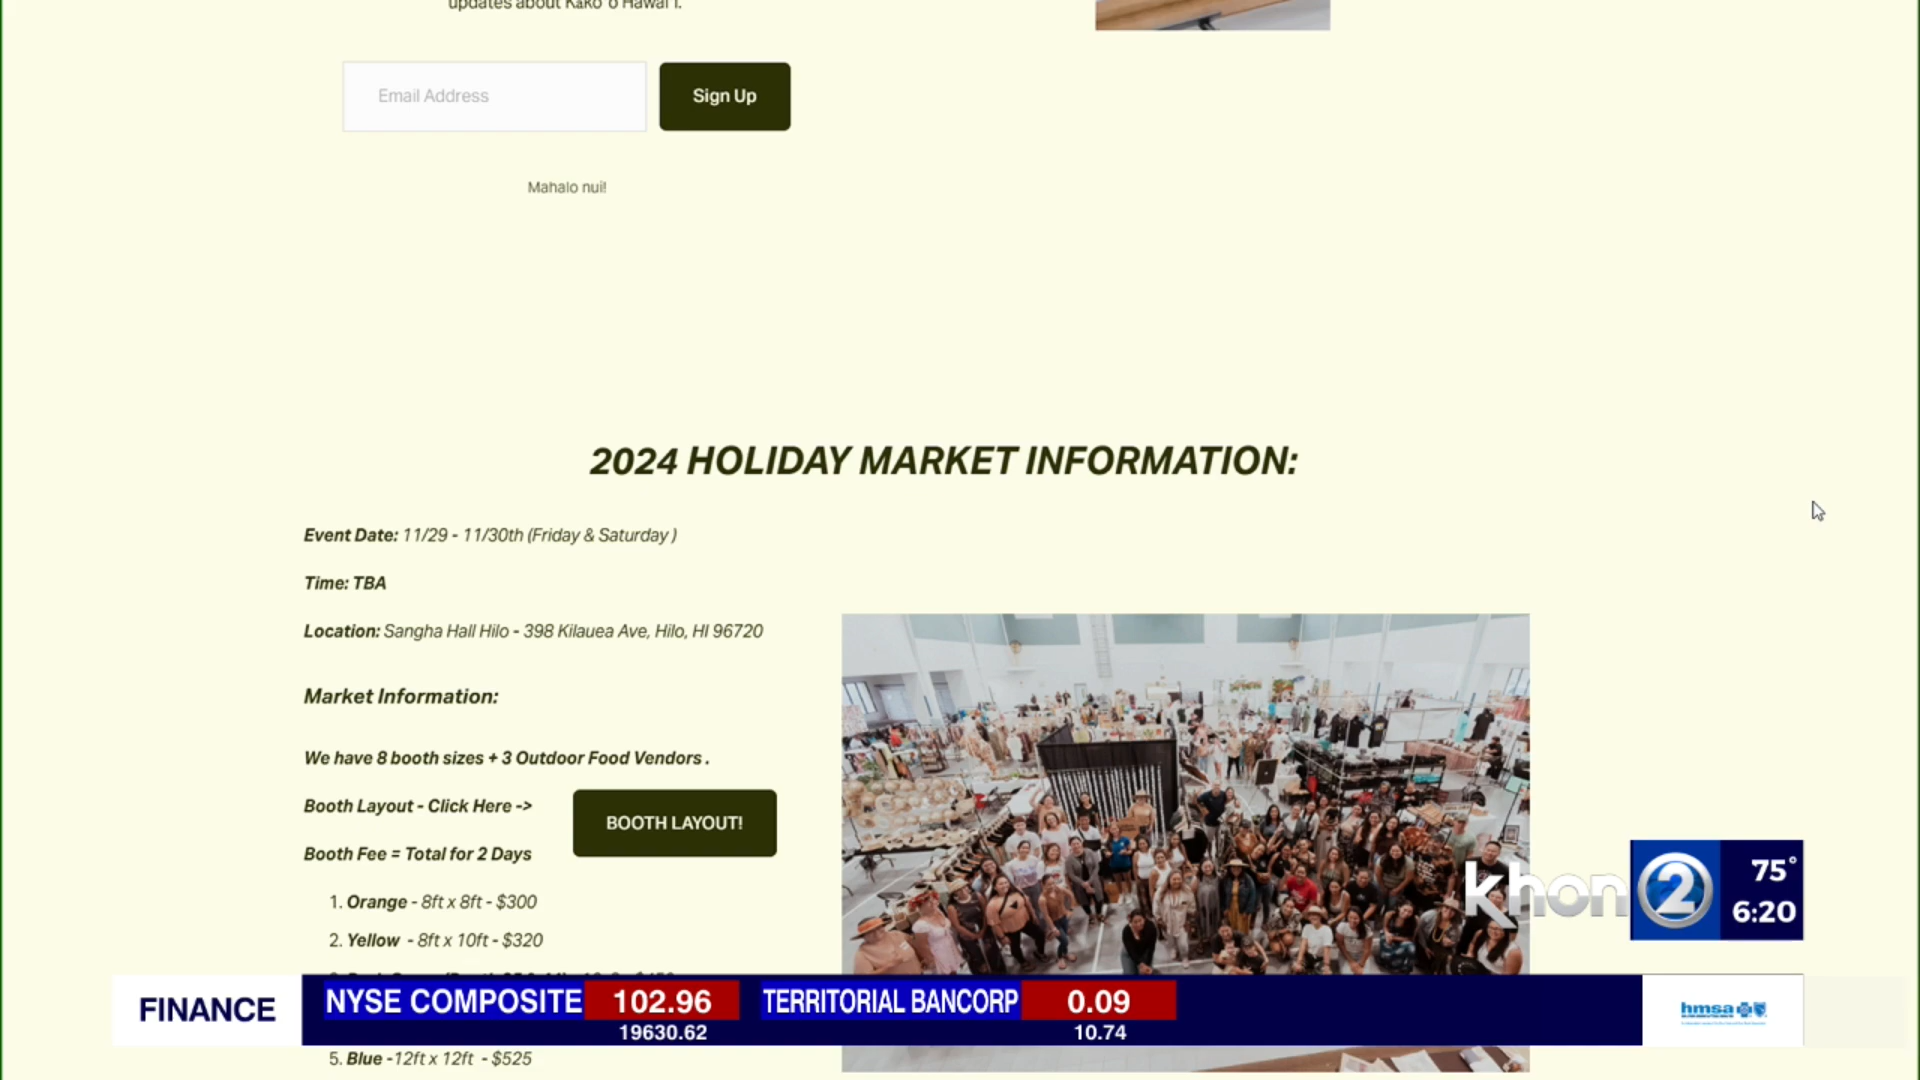 updates about Kākoʻo Hawaiʻi.
Email Address
Sign Up
Mahalo nui!
2024 HOLIDAY MARKET INFORMATION:
Event Date: 11/29 - 11/30th (Friday & Saturday )
Time: TBA
Location: Sangha Hall Hilo - 398 Kilauea Ave, Hilo, HI 96720
Market Information:
We have 8 booth sizes + 3 Outdoor Food Vendors .
Booth Layout - Click Here ->
BOOTH LAYOUT!
Booth Fee = Total for 2 Days
1. Orange - 8ft x 8ft - $300
2. Yellow - 8ft x 10ft - $320
5. Blue -12ft x 12ft - $525
khon 2
75°
6:20
FINANCE
NYSE COMPOSITE 102.96
19630.62
TERRITORIAL BANCORP 0.09
10.74
hmsa